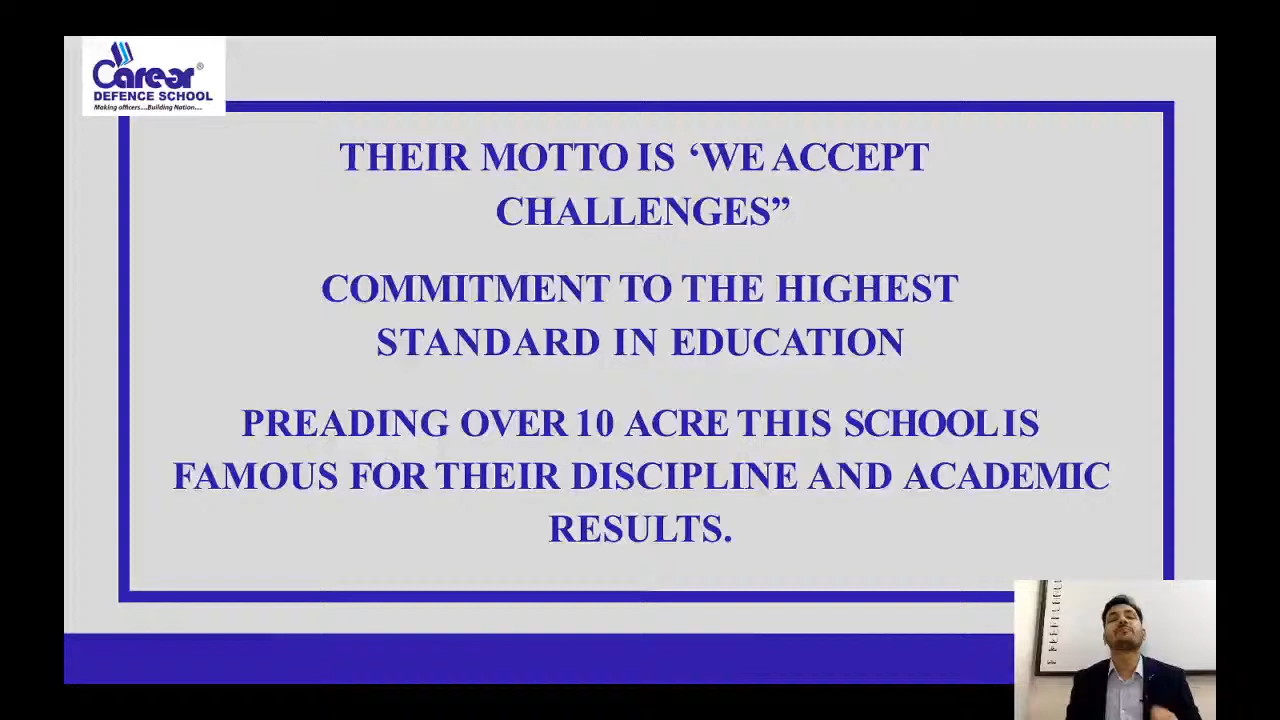 Career®
DEFENCE SCHOOL
Making officers....Building Nation....
THEIR MOTTO IS ‘WE ACCEPT
CHALLENGES”
COMMITMENT TO THE HIGHEST
STANDARD IN EDUCATION
PREADING OVER 10 ACRE THIS SCHOOL IS
FAMOUS FOR THEIR DISCIPLINE AND ACADEMIC
RESULTS.